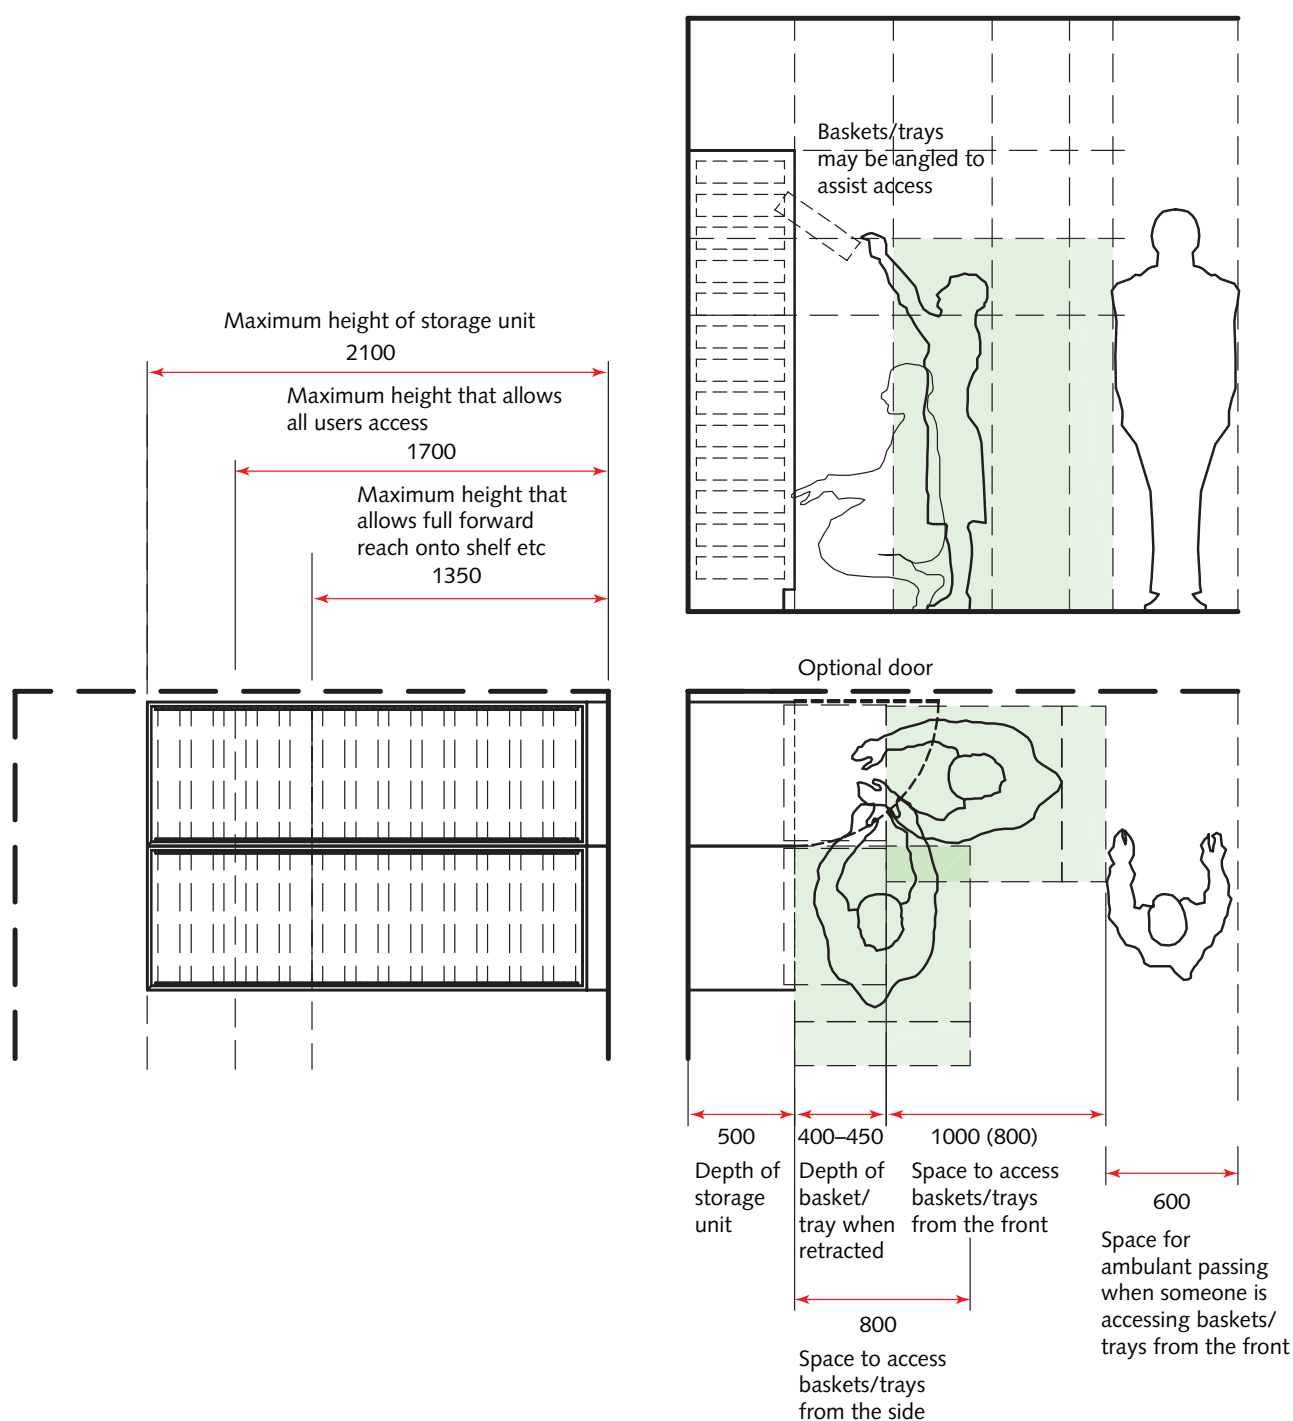 Baskets/trays
may be angled to
assist access
Maximum height of storage unit
2100
Maximum height that allows
all users access
1700
Maximum height that
allows full forward
reach onto shelf etc
1350
Optional door
500
Depth of
storage
unit
400–450
Depth of
basket/
tray when
retracted
1000 (800)
Space to access
baskets/trays
from the front
600
Space for
ambulant passing
when someone is
accessing baskets/
trays from the front
800
Space to access
baskets/trays
from the side